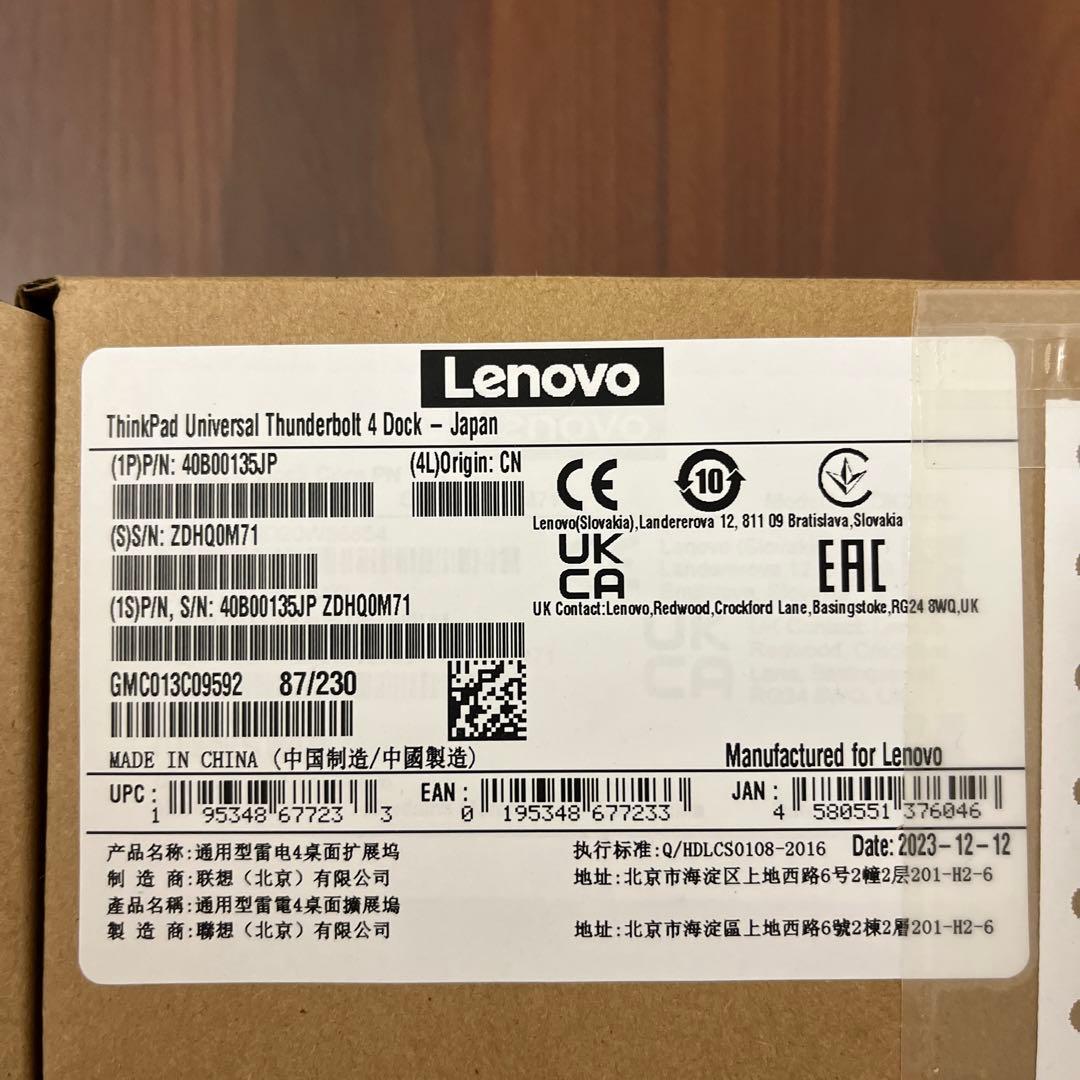 Lenovo
ThinkPad Universal Thunderbolt 4 Dock – Japan
(1P)P/N: 40B00135JP
(4L)Origin: CN
(S)S/N: ZDHQ0M71
(1S)P/N, S/N: 40B00135JP ZDHQ0M71
GMC013C09592 87/230
MADE IN CHINA (中国制造/中國製造)
CE
10
Lenovo(Slovakia),Landererova 12, 811 09 Bratislava,Slovakia
UK
CA
EAC
UK Contact:Lenovo,Redwood,Crockford Lane,Basingstoke,RG24 8WQ,UK
Manufactured for Lenovo
UPC: 1 95348 67723 3
EAN: 0 195348 677233
JAN: 4 580551 376046
产品名称:通用型雷电4桌面扩展坞
制 造 商:联想（北京）有限公司
產品名稱:通用型雷電4桌面擴展塢
製 造 商:聯想（北京）有限公司
执行标准:Q/HDLCS0108-2016 Date: 2023-12-12
地址:北京市海淀区上地西路6号2幢2层201-H2-6
地址:北京市海淀區上地西路6號2棟2層201-H2-6